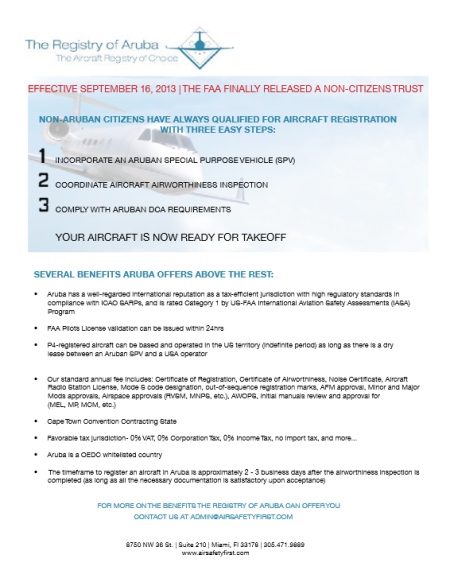 The Registry of Aruba
The Aircraft Registry of Choice
EFFECTIVE SEPTEMBER 16, 2013 | THE FAA FINALLY RELEASED A NON-CITIZENS TRUST
NON-ARUBAN CITIZENS HAVE ALWAYS QUALIFIED FOR AIRCRAFT REGISTRATION
WITH THREE EASY STEPS:
1 INCORPORATE AN ARUBAN SPECIAL PURPOSE VEHICLE (SPV)
2 COORDINATE AIRCRAFT AIRWORTHINESS INSPECTION
3 COMPLY WITH ARUBAN DCA REQUIREMENTS
YOUR AIRCRAFT IS NOW READY FOR TAKEOFF
SEVERAL BENEFITS ARUBA OFFERS ABOVE THE REST:
• Aruba has a well-regarded international reputation as a tax-efficient jurisdiction with high regulatory standards in
compliance with ICAO SARPs, and is rated Category 1 by US-FAA International Aviation Safety Assessments (IASA)
Program
• FAA Pilots License validation can be issued within 24hrs
• P4-registered aircraft can be based and operated in the US territory (indefinite period) as long as there is a dry
lease between an Aruban SPV and a USA operator
• Our standard annual fee includes: Certificate of Registration, Certificate of Airworthiness, Noise Certificate, Aircraft
Radio Station License, Mode S code designation, out-of-sequence registration marks, AFM approval, Minor and Major
Mods approvals, Airspace approvals (RVSM, MNPS, etc.), AWOPS, initial manuals review and approval for
(MEL, MP, MCM, etc.)
• Cape Town Convention Contracting State
• Favorable tax jurisdiction- 0% VAT, 0% Corporation Tax, 0% Income Tax, no import tax, and more...
• Aruba is a OEDC whitelisted country
• The timeframe to register an aircraft in Aruba is approximately 2 - 3 business days after the airworthiness inspection is
completed (as long as all the necessary documentation is satisfactory upon acceptance)
FOR MORE ON THE BENEFITS THE REGISTRY OF ARUBA CAN OFFER YOU
CONTACT US AT ADMIN@AIRSAFETYFIRST.COM
8750 NW 36 St. | Suite 210 | Miami, Fl 33178 | 305.471.9889
www.airsafetyfirst.com